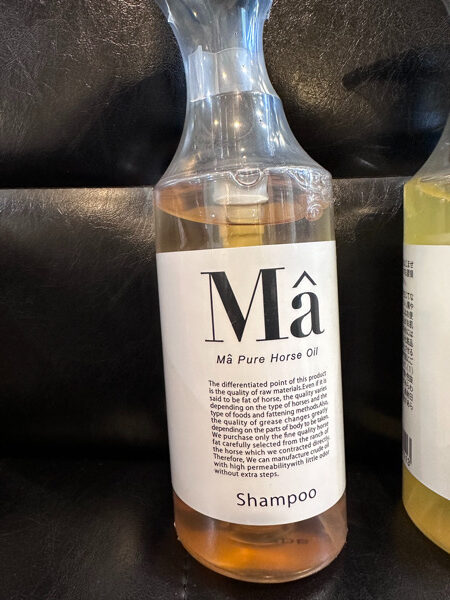 Mâ
Mâ Pure Horse Oil
The differentiated point of this product
is the quality of raw materials.Even if it is
said to be fat of horse, the quality varies
depending on the type of horses and the
type of foods and fattening methods.Also,
the quality of grease changes greatly
depending on the parts of body to be taken.
We purchase only the fine quality horse
fat carefully selected from the ranch of
the horse which we contracted directly.
Therefore, We can manufacture crude oil
with high permeabilitywith little odor
without extra steps.
Shampoo